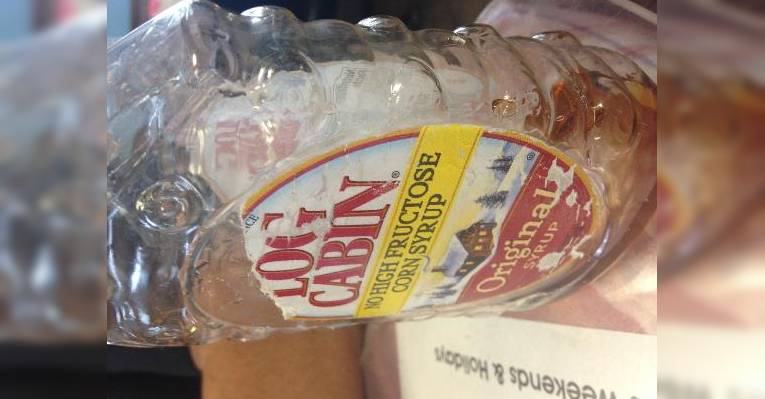 LOG
CABIN®
NO HIGH FRUCTOSE
CORN SYRUP
Original
SYRUP
®
Weekends & Holidays